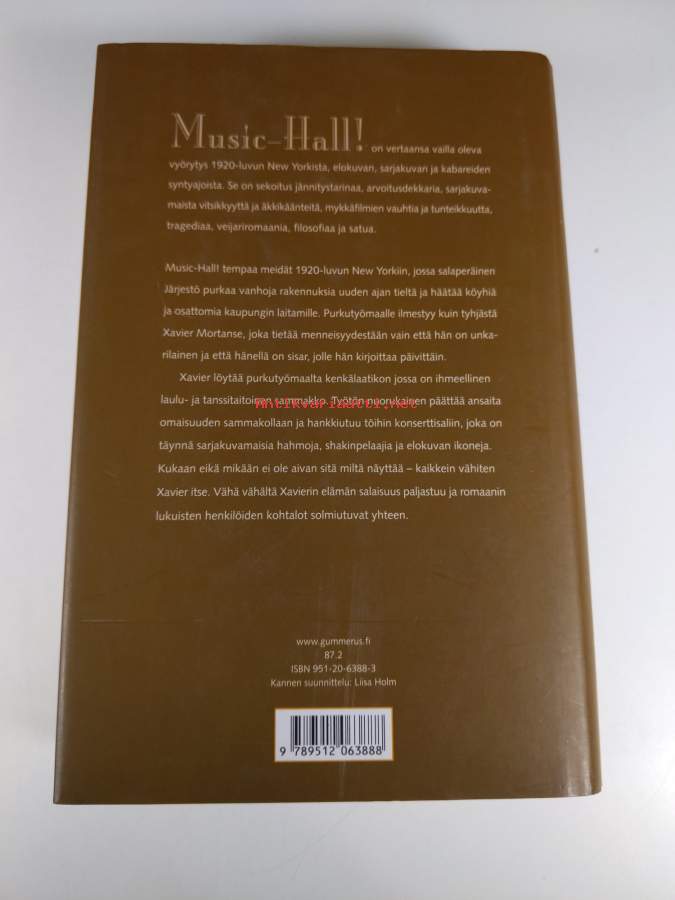 Music-Hall! on vertaansa vailla oleva
vyörytys 1920-luvun New Yorkista, elokuvan, sarjakuvan ja kabareiden
syntyajoista. Se on sekoitus jännitystarinaa, arvoitusdekkaria, sarjakuva-
maista vitsikkyyttä ja äkkikäänteitä, mykkäfilmien vauhtia ja tunteikkuutta,
tragediaa, veijariromaania, filosofiaa ja satua.
Music-Hall! tempaa meidät 1920-luvun New Yorkiin, jossa salaperäinen
Järjestö purkaa vanhoja rakennuksia uuden ajan tieltä ja häätää köyhiä
ja osattomia kaupungin laitamille. Purkutyömaalle ilmestyy kuin tyhjästä
Xavier Mortanse, joka tietää menneisyydestään vain että hän on unka-
rilainen ja että hänellä on sisar, jolle hän kirjoittaa päivittäin.
Xavier löytää purkutyömaalta kenkälaatikon jossa on ihmeellinen
laulu- ja tanssitaitoinen sammakko. Työtön nuorukainen päättää ansaita
Antikvariaatti.net
omaisuuden sammakollaan ja hankkiutuu töihin konserttisaliin, joka on
täynnä sarjakuvamaisia hahmoja, shakinpelaajia ja elokuvan ikoneja.
Kukaan eikä mikään ei ole aivan sitä miltä näyttää – kaikkein vähiten
Xavier itse. Vähä vähältä Xavierin elämän salaisuus paljastuu ja romaanin
lukuisten henkilöiden kohtalot solmiutuvat yhteen.
www.gummerus.fi
87.2
ISBN 951-20-6388-3
Kannen suunnittelu: Liisa Holm
9 789512 063888